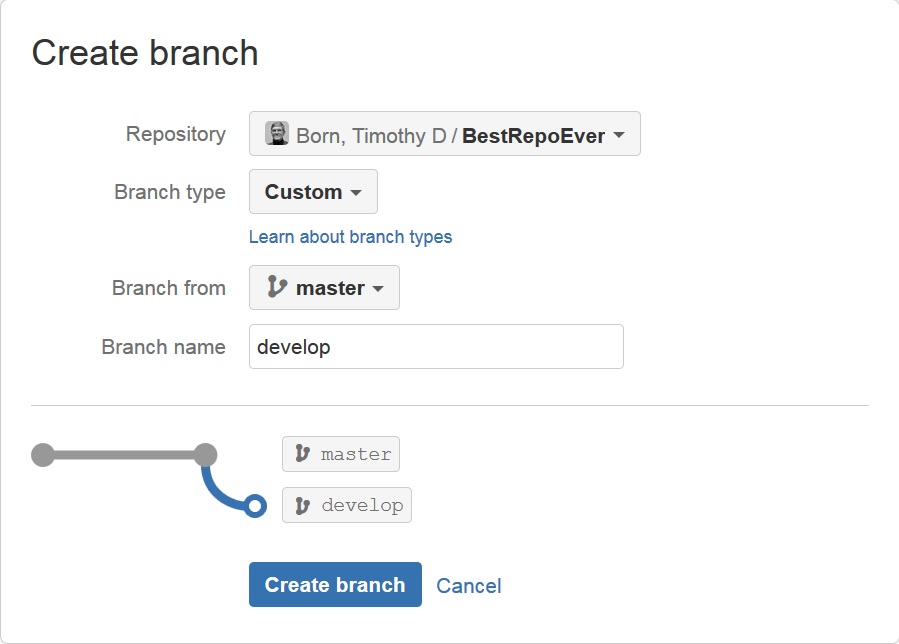 Create branch
Repository Born, Timothy D / BestRepoEver
Branch type Custom
Learn about branch types
Branch from master
Branch name develop
master
develop
Create branch Cancel